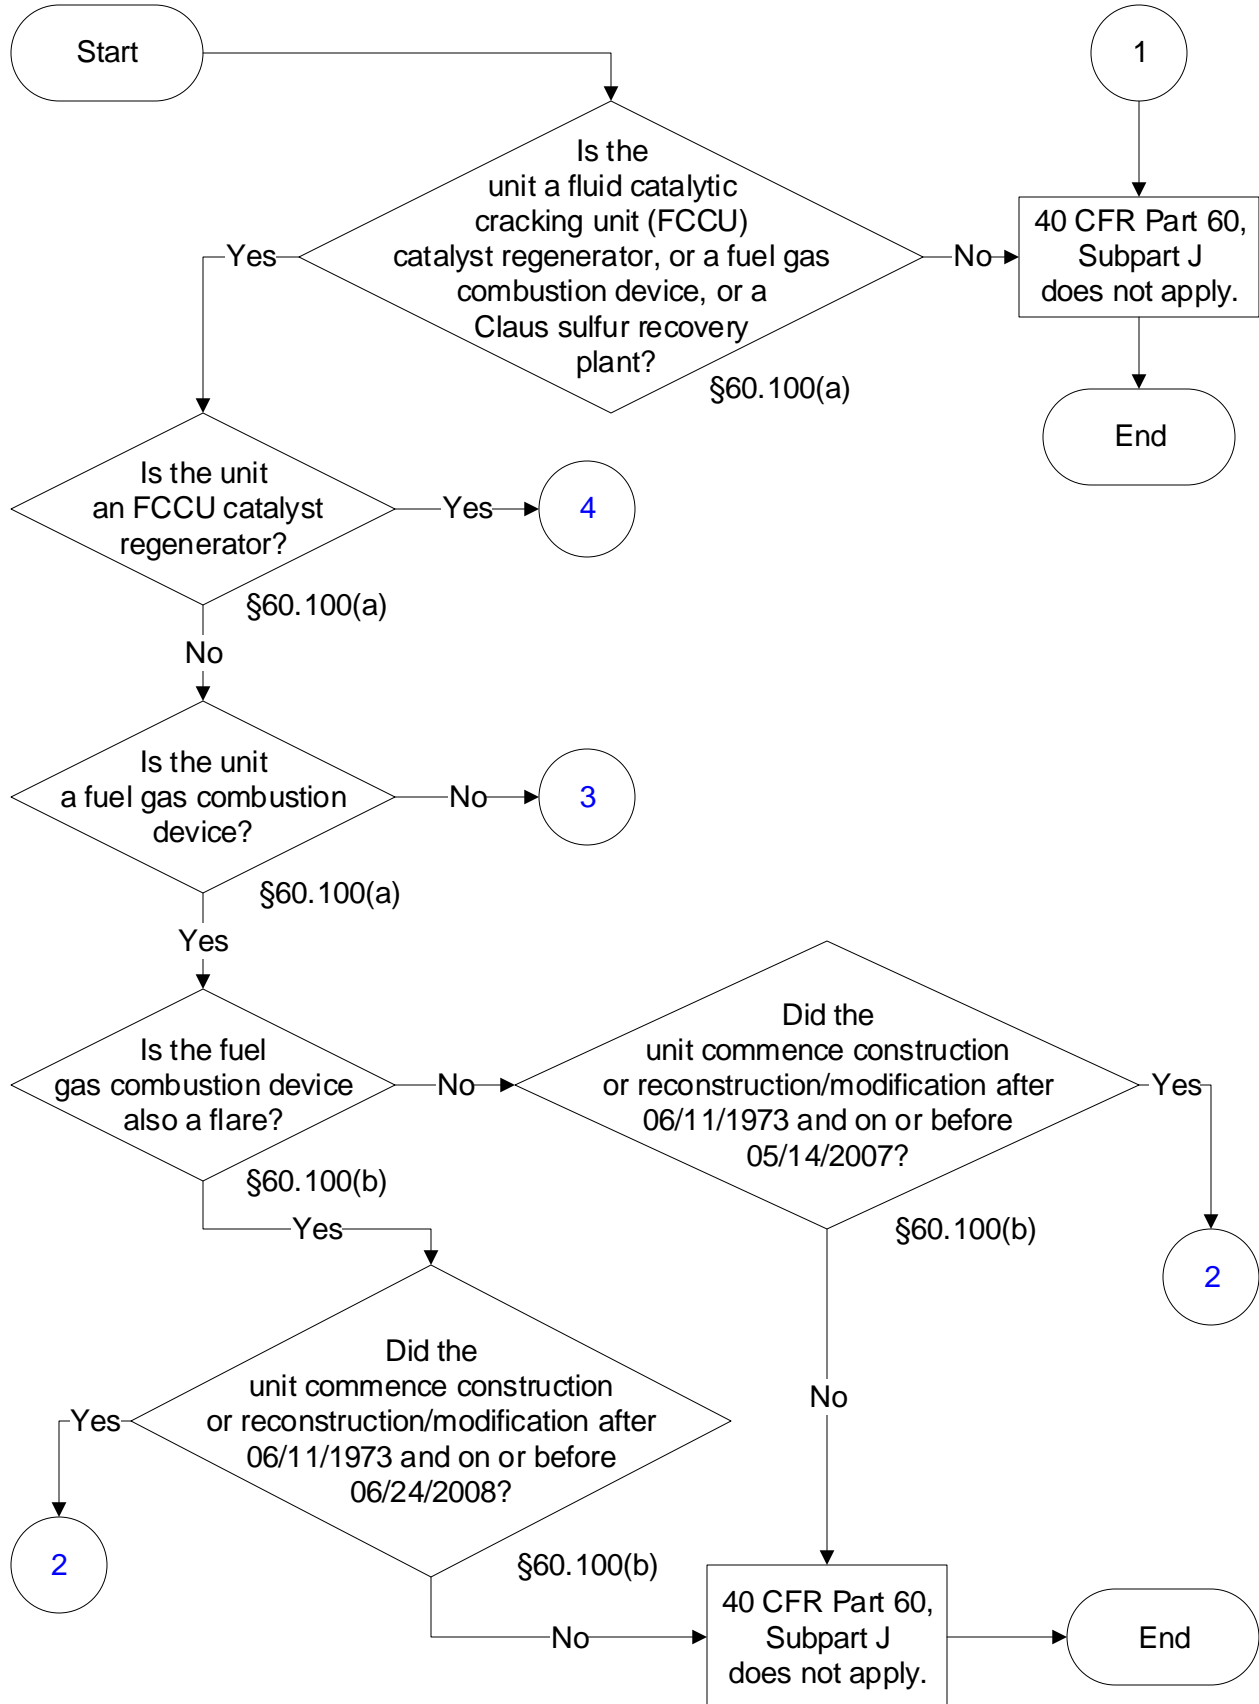 Start
1
Is the
unit a fluid catalytic
cracking unit (FCCU)
catalyst regenerator, or a fuel gas
combustion device, or a
Claus sulfur recovery
plant?
§60.100(a)
Yes
No
40 CFR Part 60,
Subpart J
does not apply.
End
Is the unit
an FCCU catalyst
regenerator?
§60.100(a)
Yes
4
No
Is the unit
a fuel gas combustion
device?
§60.100(a)
No
3
Yes
Is the fuel
gas combustion device
also a flare?
§60.100(b)
No
Did the
unit commence construction
or reconstruction/modification after
06/11/1973 and on or before
05/14/2007?
§60.100(b)
Yes
2
Yes
No
Did the
unit commence construction
or reconstruction/modification after
06/11/1973 and on or before
06/24/2008?
§60.100(b)
Yes
2
No
40 CFR Part 60,
Subpart J
does not apply.
End